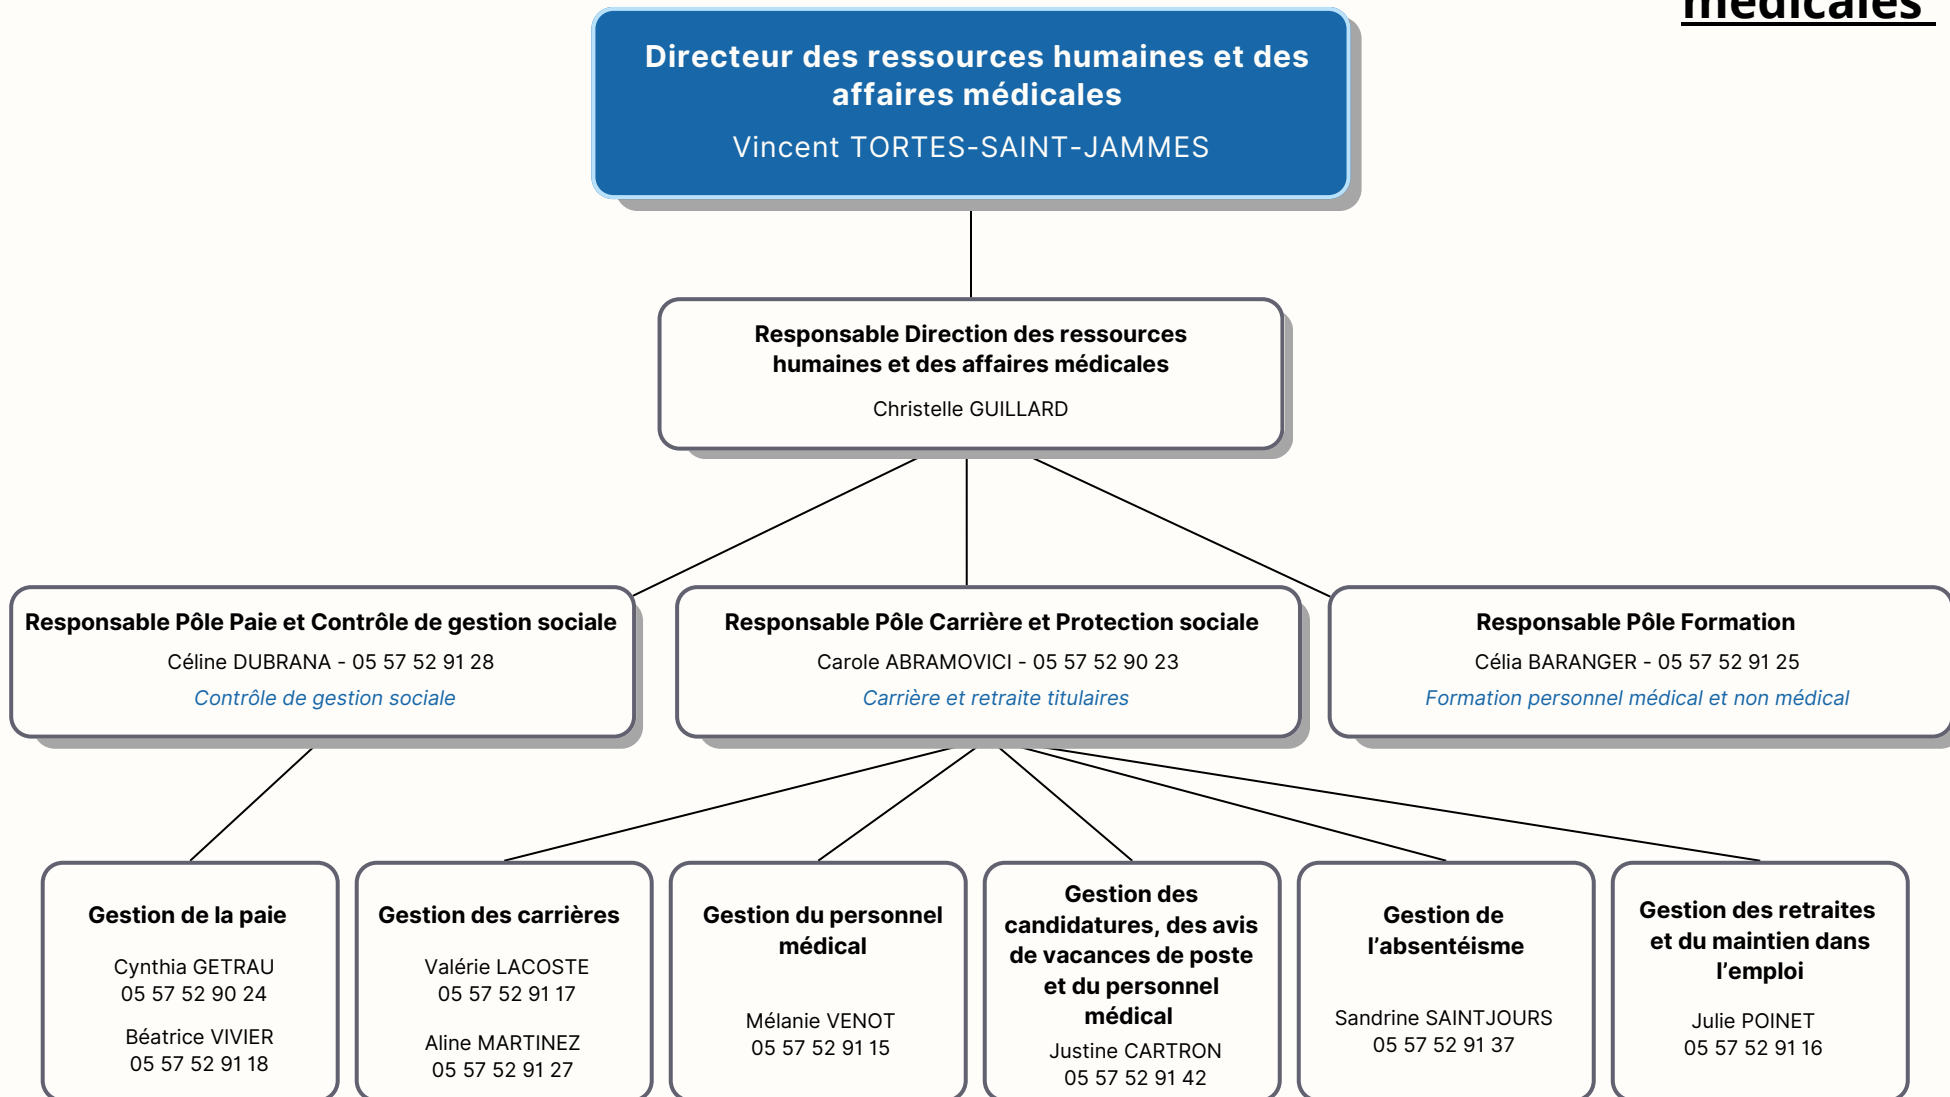 médicales
Directeur des ressources humaines et des
affaires médicales
Vincent TORTES-SAINT-JAMMES
Responsable Direction des ressources
humaines et des affaires médicales
Christelle GUILLARD
Responsable Pôle Paie et Contrôle de gestion sociale
Céline DUBRANA - 05 57 52 91 28
Contrôle de gestion sociale
Responsable Pôle Carrière et Protection sociale
Carole ABRAMOVICI - 05 57 52 90 23
Carrière et retraite titulaires
Responsable Pôle Formation
Célia BARANGER - 05 57 52 91 25
Formation personnel médical et non médical
Gestion de la paie
Cynthia GETRAU
05 57 52 90 24
Béatrice VIVIER
05 57 52 91 18
Gestion des carrières
Valérie LACOSTE
05 57 52 91 17
Aline MARTINEZ
05 57 52 91 27
Gestion du personnel
médical
Mélanie VENOT
05 57 52 91 15
Gestion des
candidatures, des avis
de vacances de poste
et du personnel
médical
Justine CARTRON
05 57 52 91 42
Gestion de
l’absentéisme
Sandrine SAINTJOURS
05 57 52 91 37
Gestion des retraites
et du maintien dans
l’emploi
Julie POINET
05 57 52 91 16